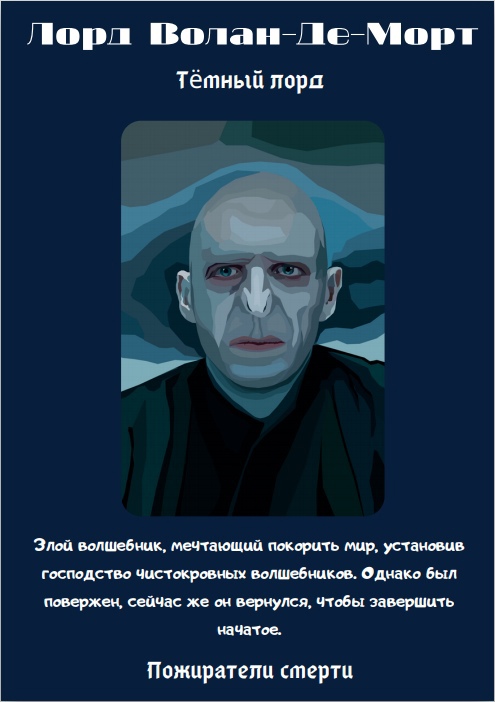 Лорд Волан-Де-Морт
Тёмный лорд
Злой волшебник, мечтающий покорить мир, установив
господство чистокровных волшебников. Однако был
повержен, сейчас же он вернулся, чтобы завершить
начатое.
Пожиратели смерти